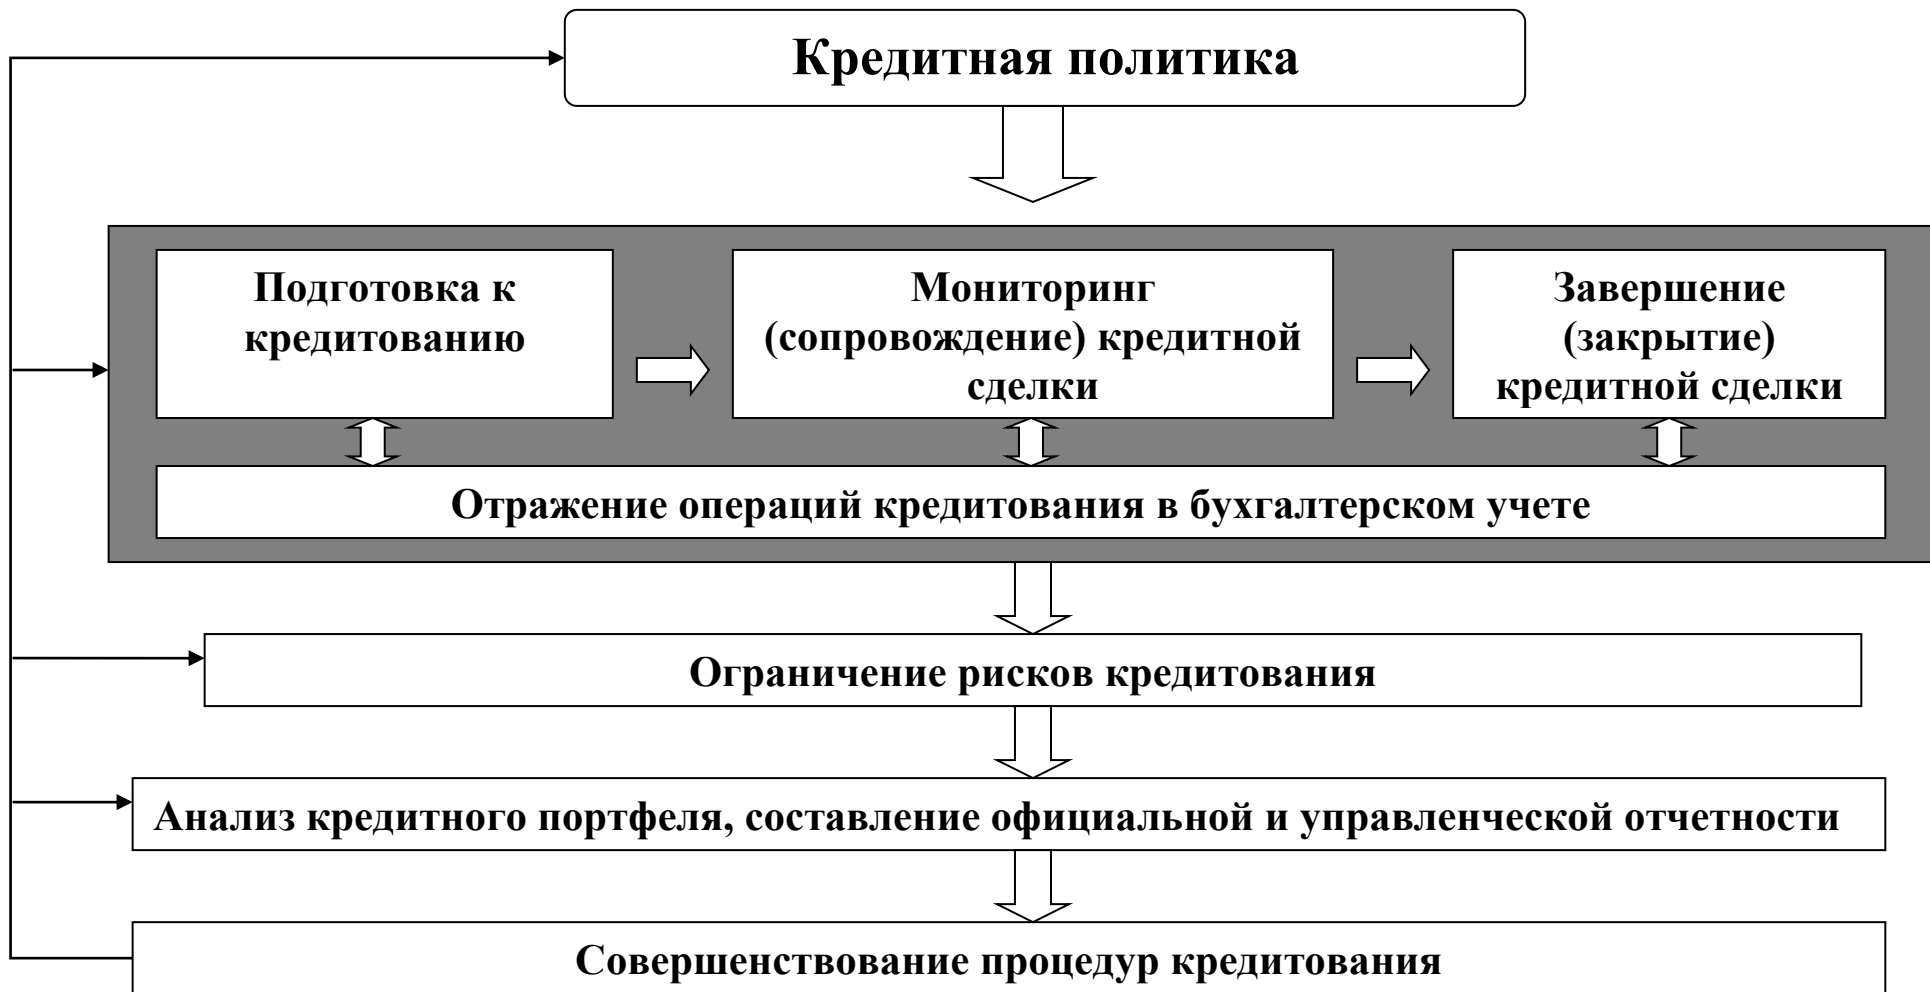 Кредитная политика
Подготовка к
кредитованию
Мониторинг
(сопровождение) кредитной
сделки
Завершение
(закрытие)
кредитной сделки
Отражение операций кредитования в бухгалтерском учете
Ограничение рисков кредитования
Анализ кредитного портфеля, составление официальной и управленческой отчетности
Совершенствование процедур кредитования